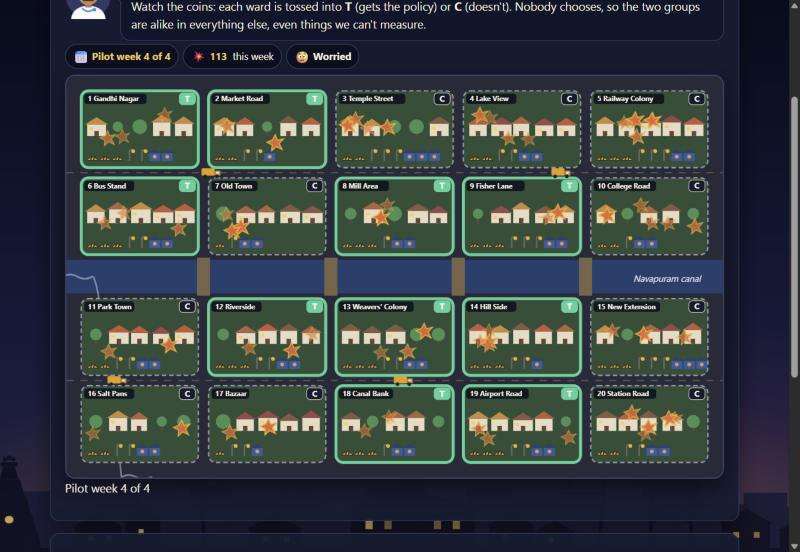 Watch the coins: each ward is tossed into T (gets the policy) or C (doesn't). Nobody chooses, so the two groups
are alike in everything else, even things we can't measure.
Pilot week 4 of 4
113 this week
Worried
1 Gandhi Nagar T
2 Market Road T
3 Temple Street C
4 Lake View C
5 Railway Colony C
6 Bus Stand T
7 Old Town C
8 Mill Area T
9 Fisher Lane T
10 College Road C
Navapuram canal
11 Park Town C
12 Riverside T
13 Weavers' Colony T
14 Hill Side T
15 New Extension C
16 Salt Pans C
17 Bazaar C
18 Canal Bank T
19 Airport Road T
20 Station Road C
Pilot week 4 of 4